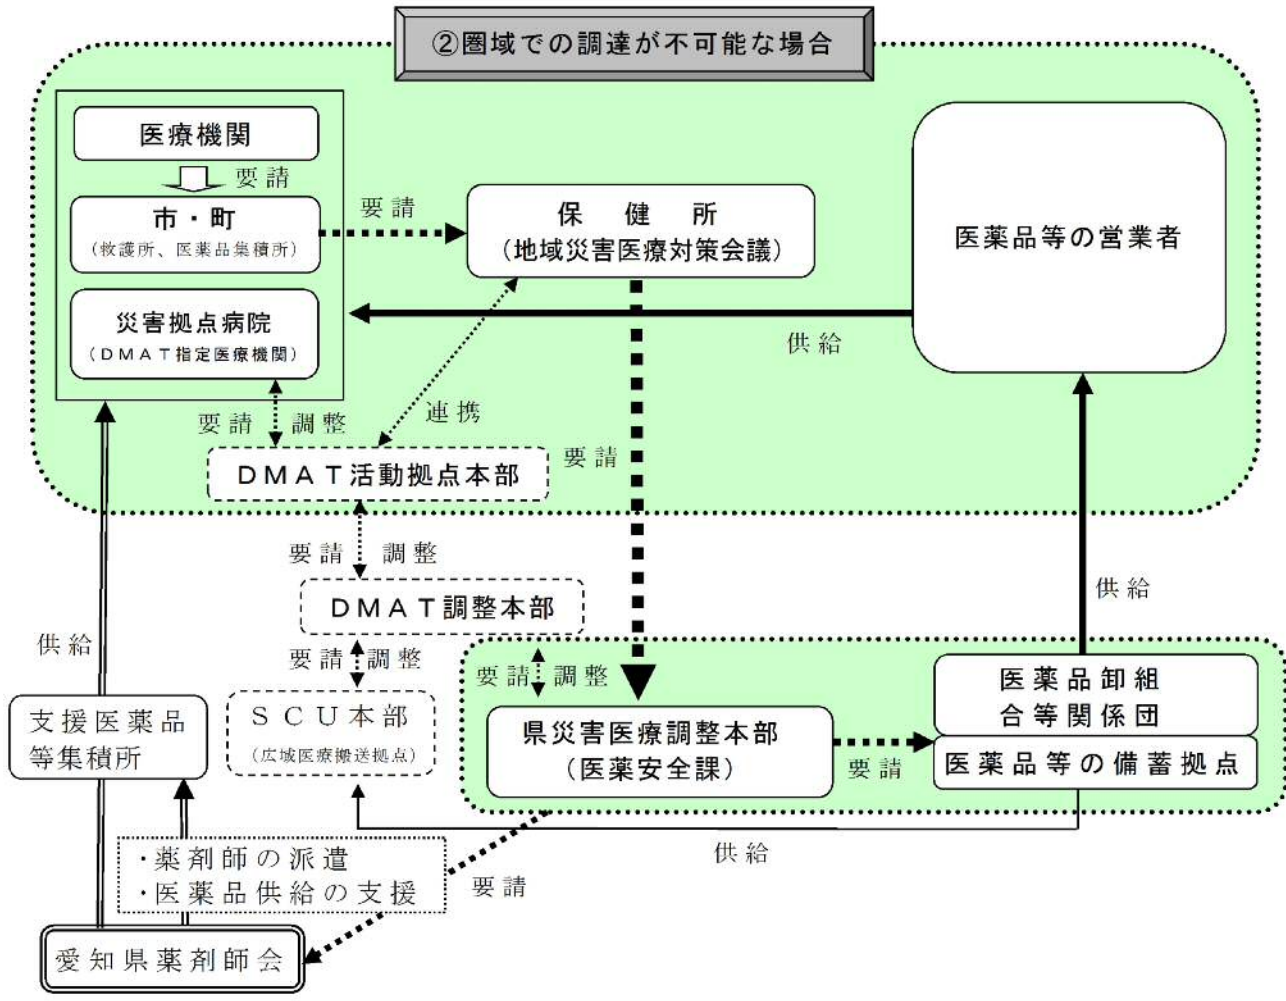 ②圏域での調達が不可能な場合
医療機関
要請
市・町
(救護所、医薬品集積所)
要請
保健所
(地域災害医療対策会議)
医薬品等の営業者
災害拠点病院
(DMAT指定医療機関)
供給
要請 調整
連携
DMAT活動拠点本部
要請
要請 調整
DMAT調整本部
供給
要請 調整
供給
要請 調整
支援医薬品
等集積所
SCU本部
(広域医療搬送拠点)
県災害医療調整本部
(医薬安全課)
要請
医薬品卸組
合等関係団
医薬品等の備蓄拠点
供給
・薬剤師の派遣
・医薬品供給の支援
要請
愛知県薬剤師会